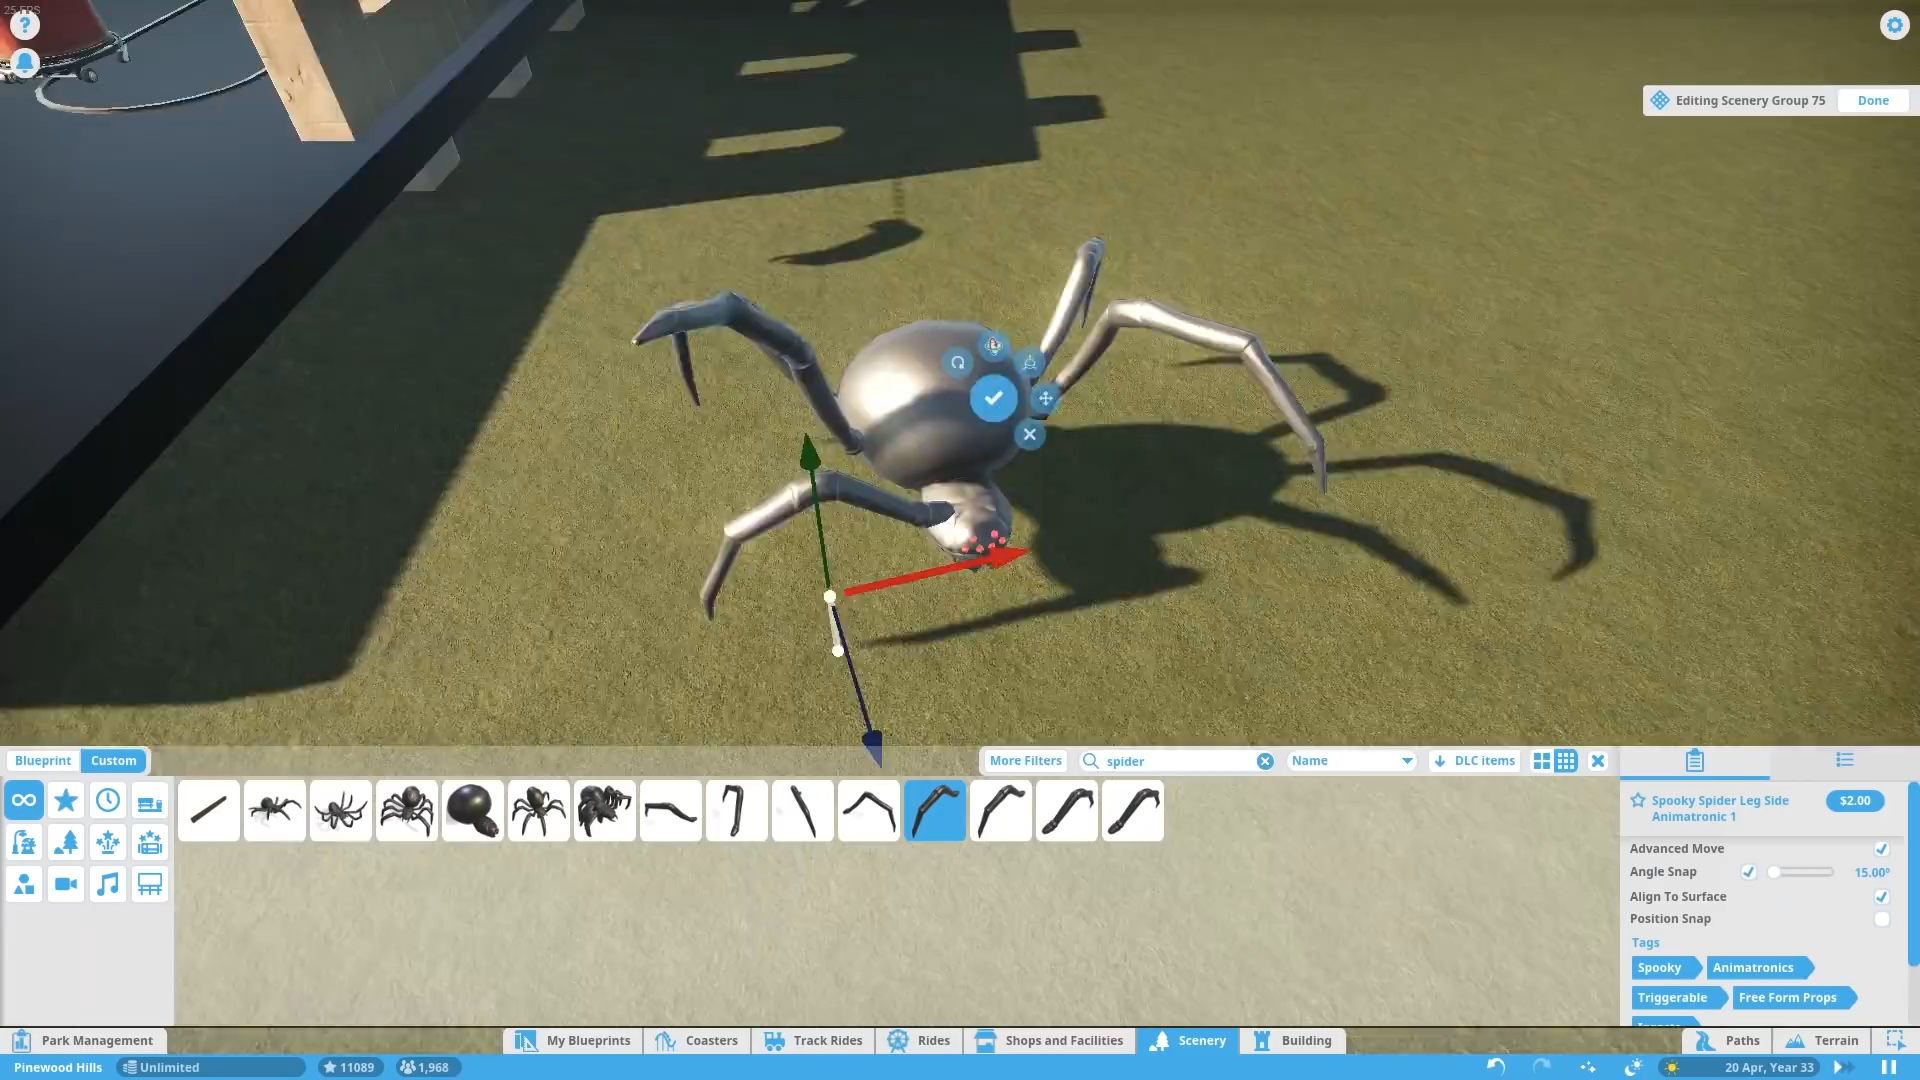 25 FPS
Editing Scenery Group 75
Done
Blueprint
Custom
More Filters
spider
Name
DLC items
Spooky Spider Leg Side
Animatronic 1
$2.00
Advanced Move
Angle Snap
15.00°
Align To Surface
Position Snap
Tags
Spooky
Animatronics
Triggerable
Free Form Props
Park Management
My Blueprints
Coasters
Track Rides
Rides
Shops and Facilities
Scenery
Building
Paths
Terrain
Pinewood Hills
Unlimited
11089
1,968
20 Apr, Year 33